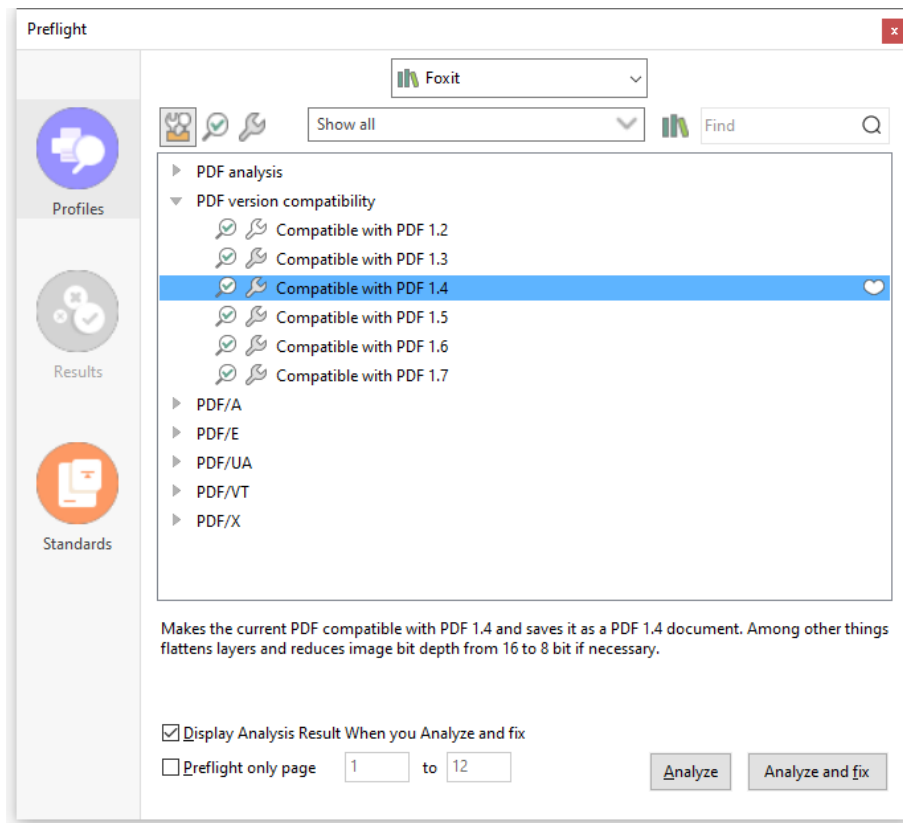 Preflight
x
Foxit
Show all
Find
Profiles
Results
Standards
PDF analysis
PDF version compatibility
Compatible with PDF 1.2
Compatible with PDF 1.3
Compatible with PDF 1.4
Compatible with PDF 1.5
Compatible with PDF 1.6
Compatible with PDF 1.7
PDF/A
PDF/E
PDF/UA
PDF/VT
PDF/X
Makes the current PDF compatible with PDF 1.4 and saves it as a PDF 1.4 document. Among other things
flattens layers and reduces image bit depth from 16 to 8 bit if necessary.
Display Analysis Result When you Analyze and fix
Preflight only page 1 to 12
Analyze Analyze and fix